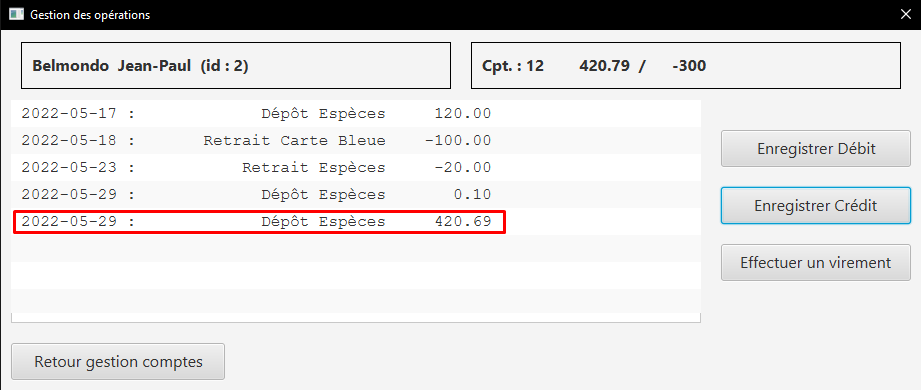 Gestion des opérations
Belmondo Jean-Paul (id : 2)
Cpt. : 12 420.79 / -300
2022-05-17 : Dépôt Espèces 120.00
2022-05-18 : Retrait Carte Bleue -100.00
2022-05-23 : Retrait Espèces -20.00
2022-05-29 : Dépôt Espèces 0.10
2022-05-29 : Dépôt Espèces 420.69
Enregistrer Débit
Enregistrer Crédit
Effectuer un virement
Retour gestion comptes